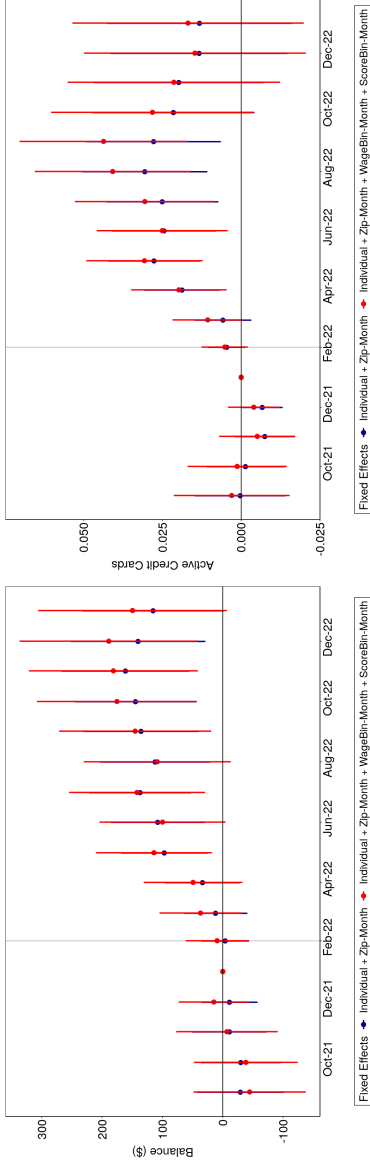 Balance ($)
300
200
100
0
-100
Oct-21
Dec-21
Feb-22
Apr-22
Jun-22
Aug-22
Oct-22
Dec-22
Fixed Effects Individual + Zip-Month Individual + Zip-Month + WageBin-Month + ScoreBin-Month
Active Credit Cards
0.050
0.025
0.000
-0.025
Oct-21
Dec-21
Feb-22
Apr-22
Jun-22
Aug-22
Oct-22
Dec-22
Fixed Effects Individual + Zip-Month Individual + Zip-Month + WageBin-Month + ScoreBin-Month